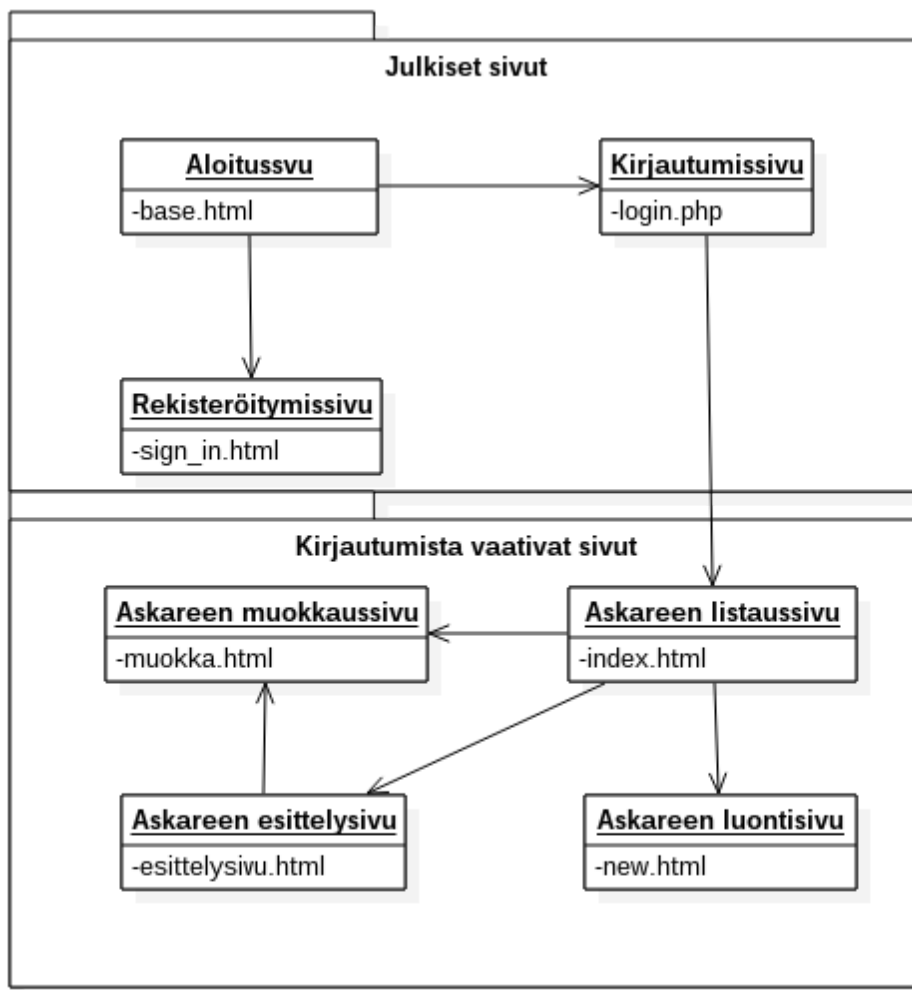 Julkiset sivut
Aloitussvu
-base.html
Kirjautumissivu
-login.php
Rekisteröitymissivu
-sign_in.html
Kirjautumista vaativat sivut
Askareen muokkaussivu
-muokka.html
Askareen listaussivu
-index.html
Askareen esittelysivu
-esittelysivu.html
Askareen luontisivu
-new.html